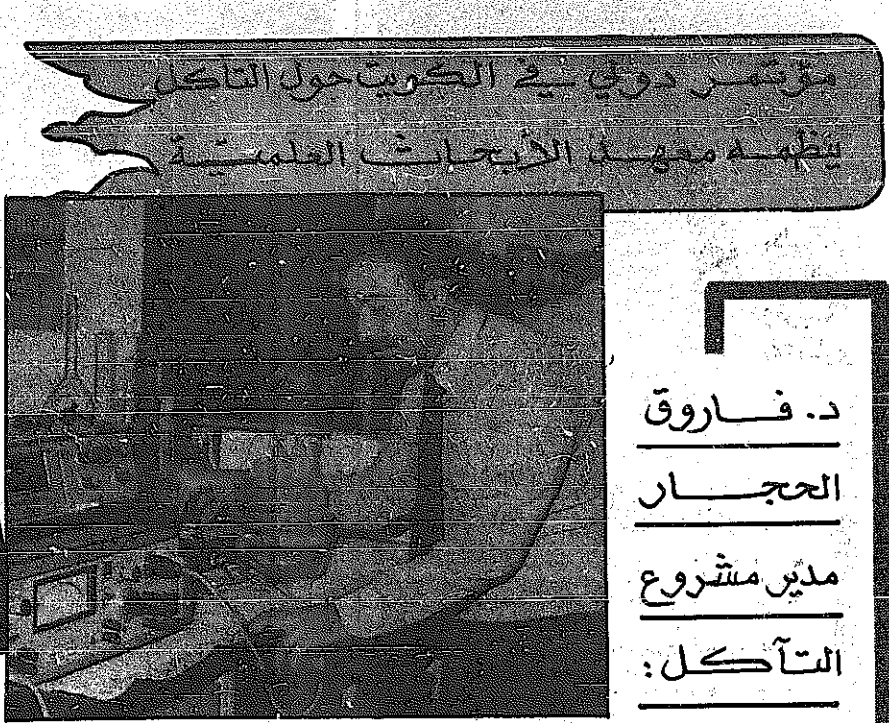 مؤتمر دولي في الكويت حول التآكل
ينظمه معهد الأبحاث العلمية
د. فاروق
الحجار
مدير مشروع
التآكل: